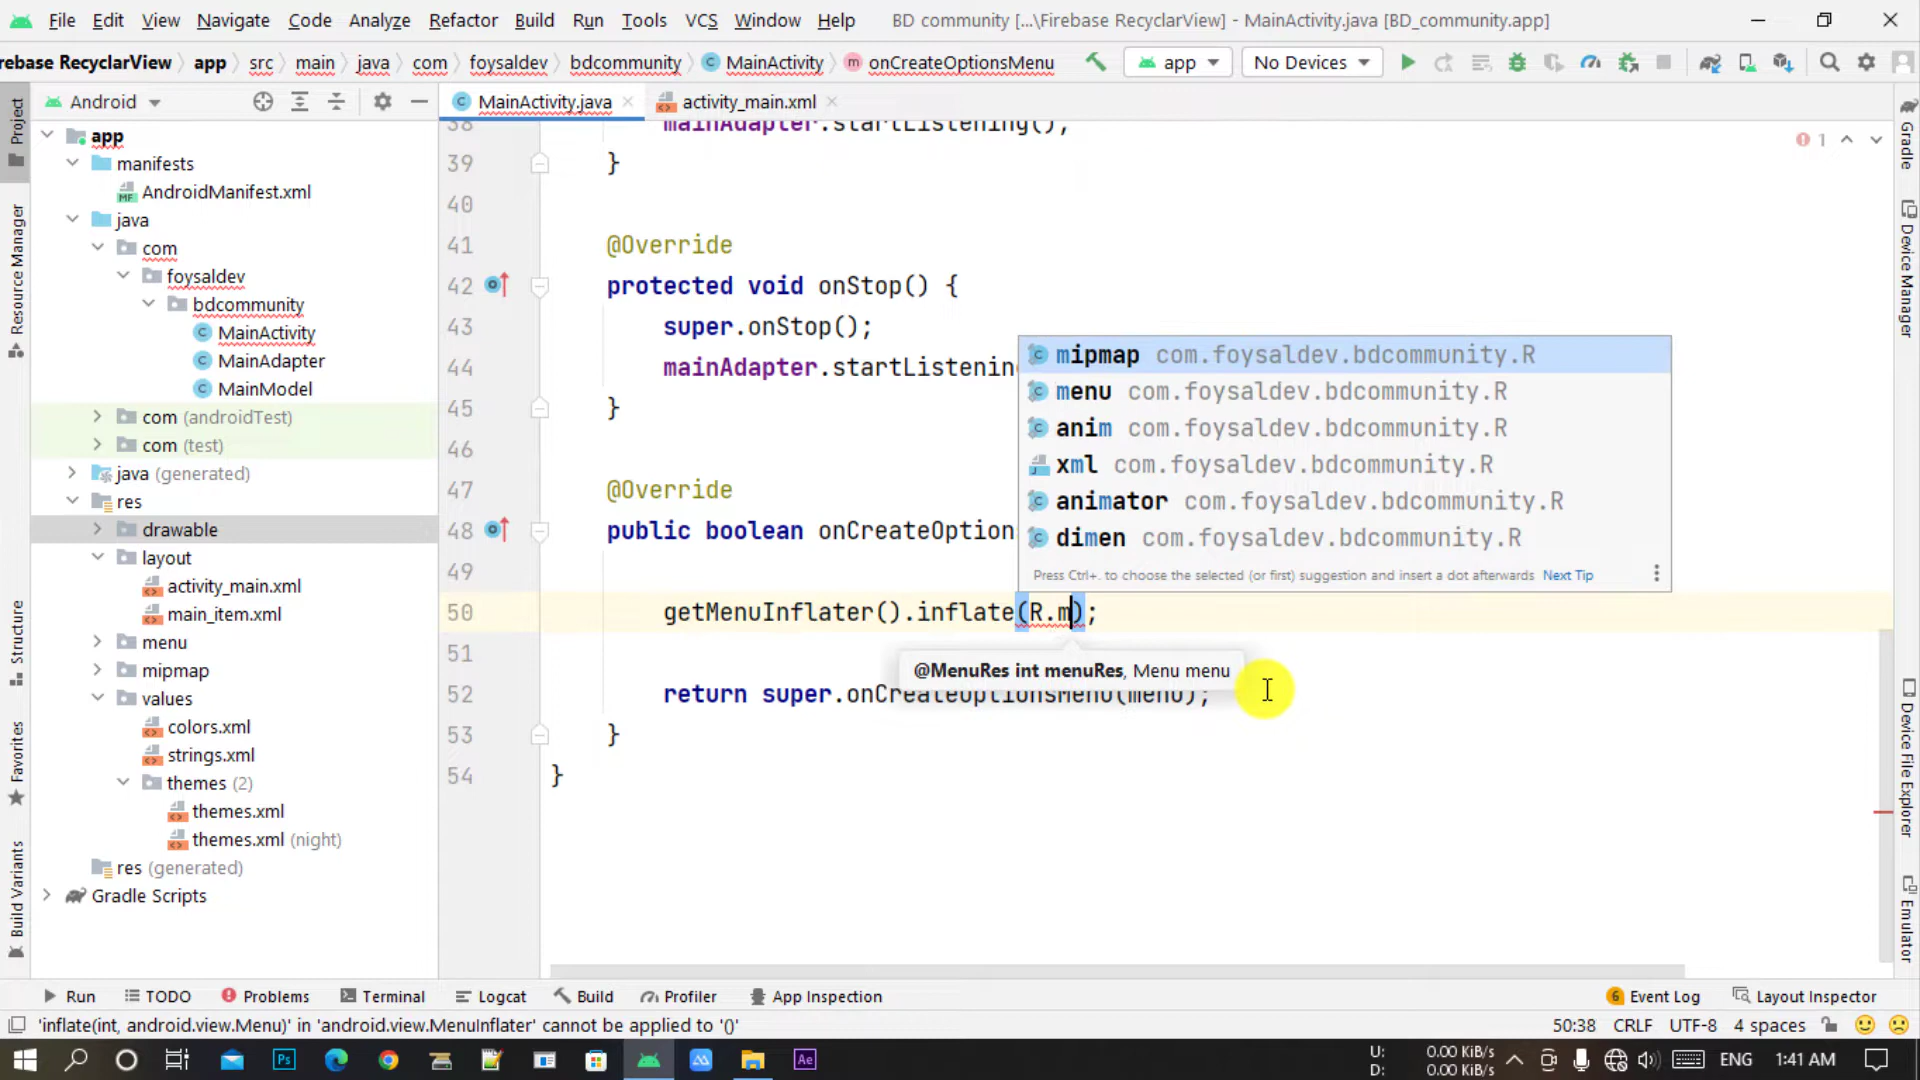 File Edit View Navigate Code Analyze Refactor Build Run Tools VCS Window Help BD community [...\Firebase RecyclarView] - MainActivity.java [BD_community.app]
rebase RecyclarView app src main java com foysaldev bdcommunity MainActivity onCreateOptionsMenu app No Devices
Android
MainActivity.java activity_main.xml
Project
Resource Manager
Structure
Favorites
Build Variants
app
manifests
AndroidManifest.xml
java
com
foysaldev
bdcommunity
MainActivity
MainAdapter
MainModel
com (androidTest)
com (test)
java (generated)
res
drawable
layout
activity_main.xml
main_item.xml
menu
mipmap
values
colors.xml
strings.xml
themes (2)
themes.xml
themes.xml (night)
res (generated)
Gradle Scripts
1
38 mainAdapter.startListening();
39 }
40
41 @Override
42 protected void onStop() {
43 super.onStop();
44 mainAdapter.startListening
45 }
46
47 @Override
48 public boolean onCreateOptions
49
50 getMenuInflater().inflate(R.m);
51
52 return super.onCreateOptionsMenu(menu);
53 }
54 }
mipmap com.foysaldev.bdcommunity.R
menu com.foysaldev.bdcommunity.R
anim com.foysaldev.bdcommunity.R
xml com.foysaldev.bdcommunity.R
animator com.foysaldev.bdcommunity.R
dimen com.foysaldev.bdcommunity.R
Press Ctrl+. to choose the selected (or first) suggestion and insert a dot afterwards Next Tip
@MenuRes int menuRes, Menu menu
Gradle
Device Manager
Device File Explorer
Emulator
Run TODO Problems Terminal Logcat Build Profiler App Inspection 6 Event Log Layout Inspector
'inflate(int, android.view.Menu)' in 'android.view.MenuInflater' cannot be applied to '()' 50:38 CRLF UTF-8 4 spaces
Ps Ae
U: 0.00 KiB/s
D: 0.00 KiB/s
ENG 1:41 AM